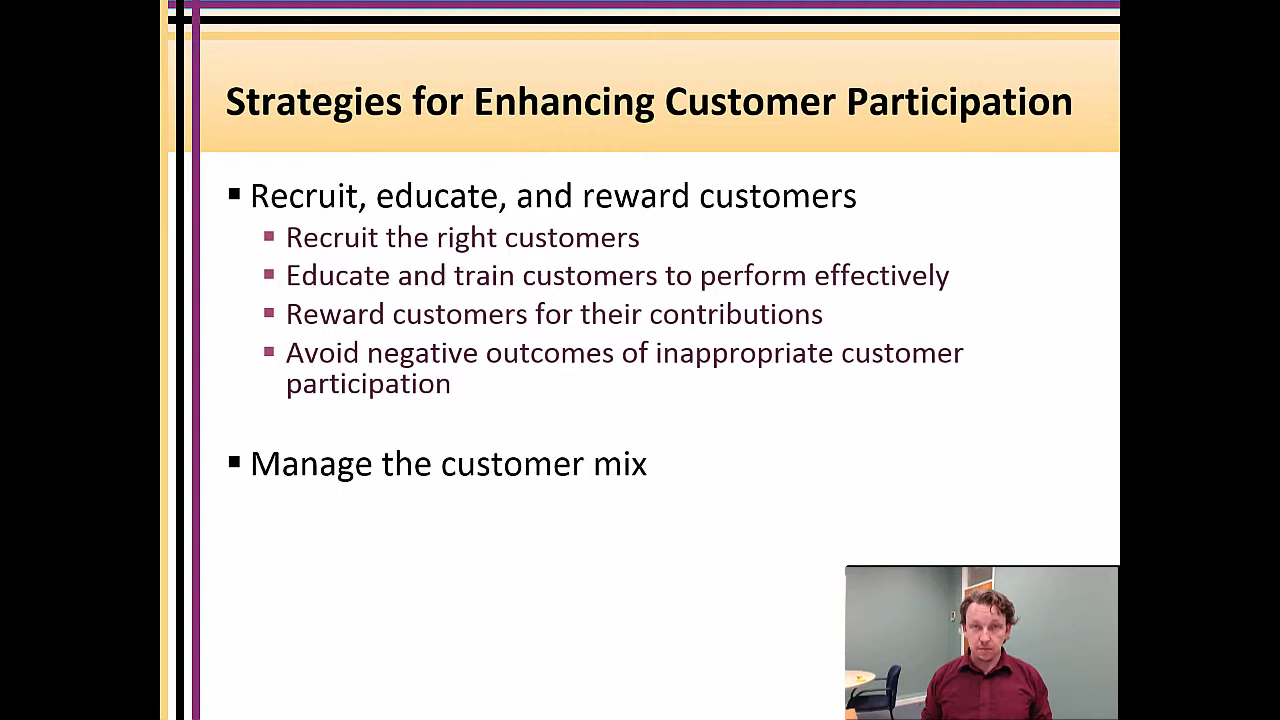 Strategies for Enhancing Customer Participation
Recruit, educate, and reward customers
Recruit the right customers
Educate and train customers to perform effectively
Reward customers for their contributions
Avoid negative outcomes of inappropriate customer
participation
Manage the customer mix